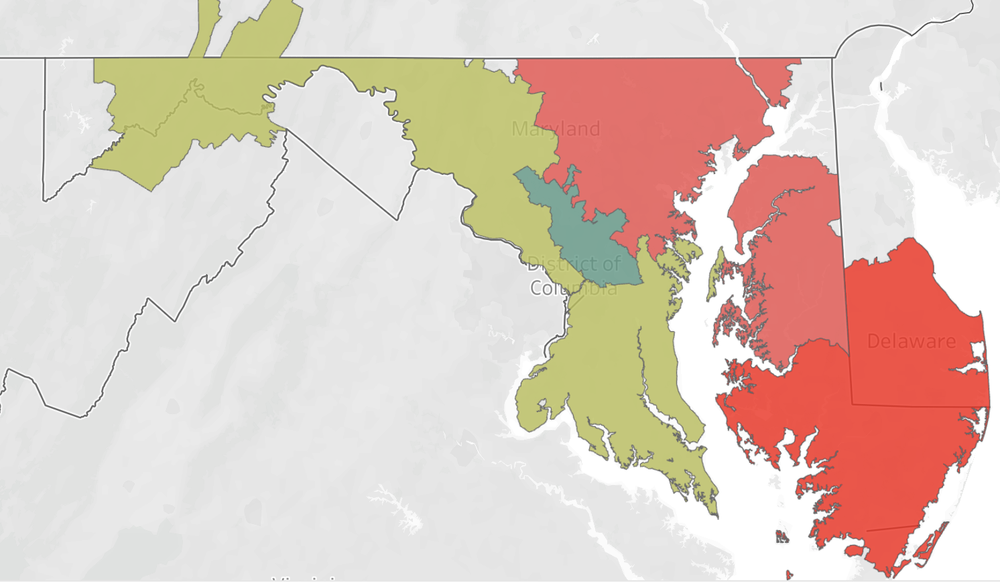 Maryland
District of
Columbia
Delaware